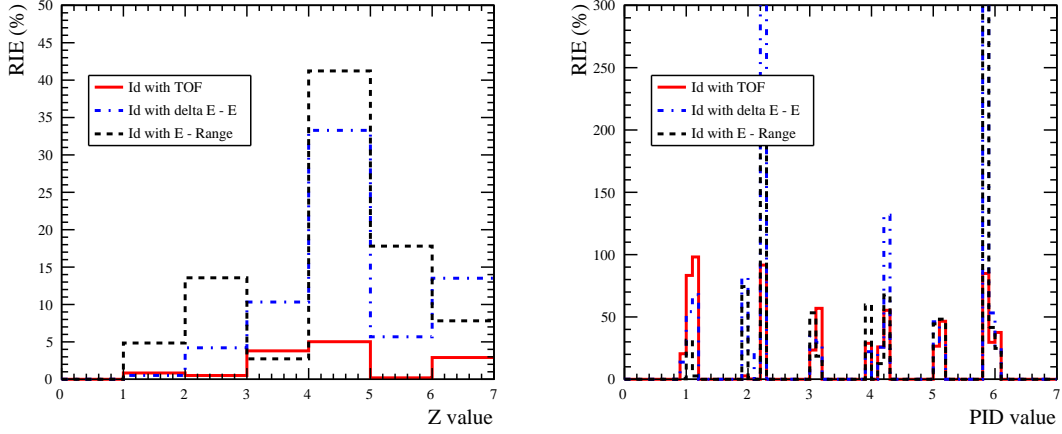 RIE (%)
50
45
40
35
30
25
20
15
10
5
0
0 1 2 3 4 5 6 7
Z value
Id with TOF
Id with delta E - E
Id with E - Range
RIE (%)
300
250
200
150
100
50
0
0 1 2 3 4 5 6 7
PID value
Id with TOF
Id with delta E - E
Id with E - Range